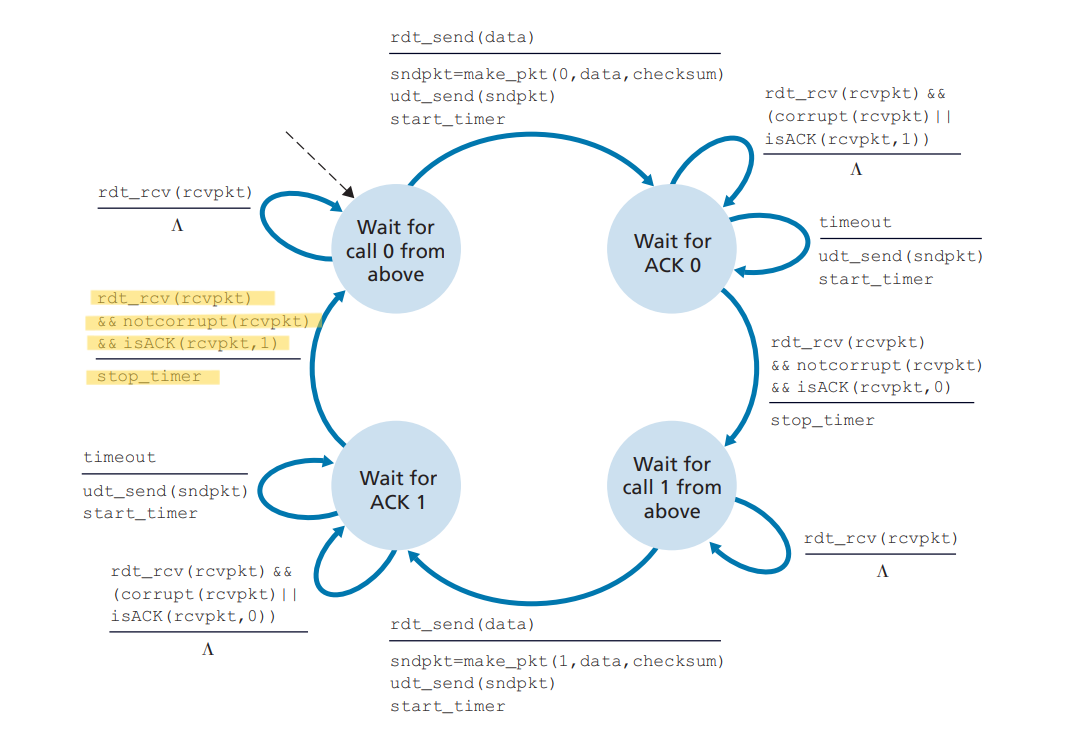 rdt_send(data)
sndpkt=make_pkt(0,data,checksum)
udt_send(sndpkt)
start_timer
rdt_rcv(rcvpkt) &&
(corrupt(rcvpkt)||
isACK(rcvpkt,1))
Λ
rdt_rcv(rcvpkt)
Λ
Wait for
call 0 from
above
Wait for
ACK 0
timeout
udt_send(sndpkt)
start_timer
rdt_rcv(rcvpkt)
&& notcorrupt(rcvpkt)
&& isACK(rcvpkt,1)
stop_timer
rdt_rcv(rcvpkt)
&& notcorrupt(rcvpkt)
&& isACK(rcvpkt,0)
stop_timer
timeout
udt_send(sndpkt)
start_timer
Wait for
ACK 1
Wait for
call 1 from
above
rdt_rcv(rcvpkt)
Λ
rdt_rcv(rcvpkt) &&
(corrupt(rcvpkt)||
isACK(rcvpkt,0))
Λ
rdt_send(data)
sndpkt=make_pkt(1,data,checksum)
udt_send(sndpkt)
start_timer